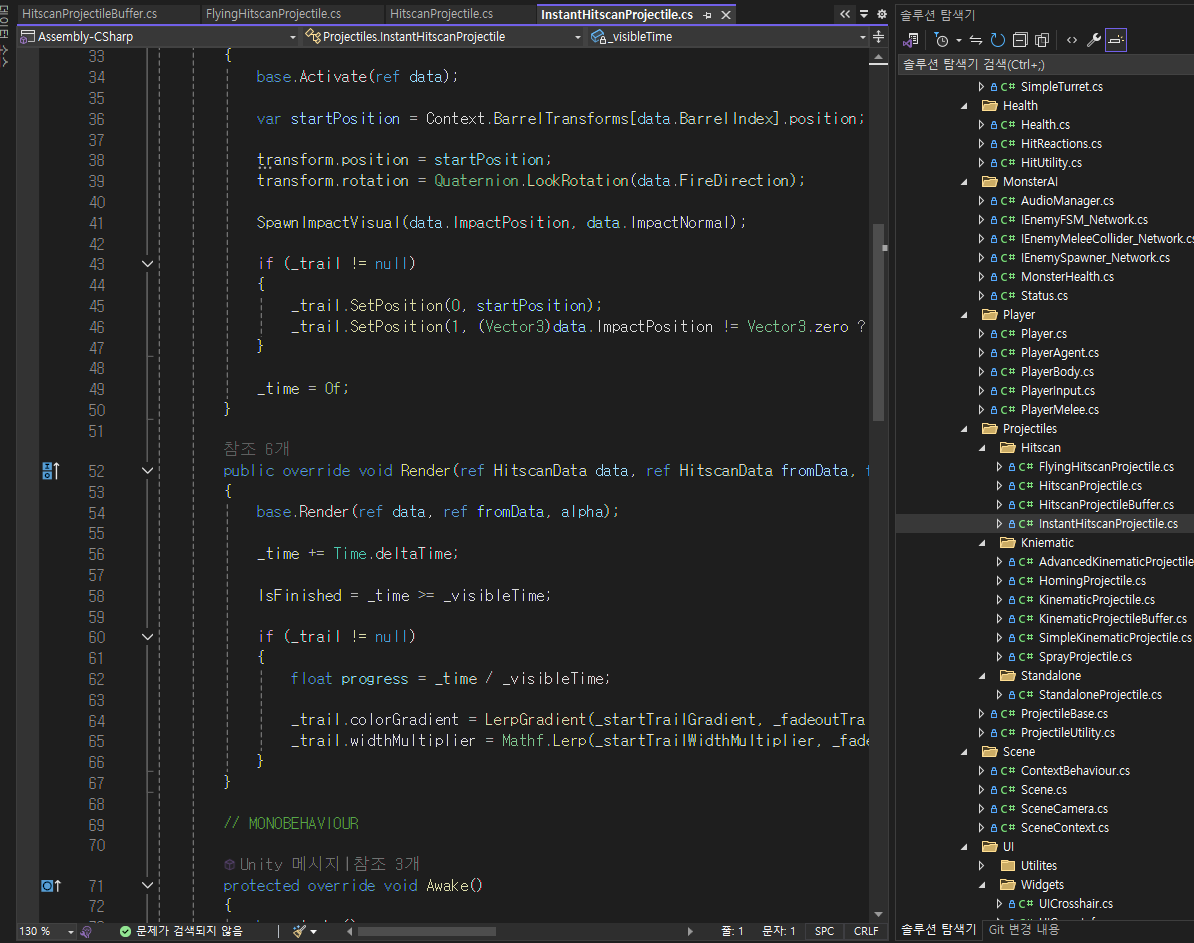 HitscanProjectileBuffer.cs
FlyingHitscanProjectile.cs
HitscanProjectile.cs
InstantHitscanProjectile.cs
Assembly-CSharp
Projectiles.InstantHitscanProjectile
_visibleTime
33 {
34 base.Activate(ref data);
35
36 var startPosition = Context.BarrelTransforms[data.BarrelIndex].position;
37
38 transform.position = startPosition;
39 transform.rotation = Quaternion.LookRotation(data.FireDirection);
40
41 SpawnImpactVisual(data.ImpactPosition, data.ImpactNormal);
42
43 if (_trail != null)
44 {
45 _trail.SetPosition(0, startPosition);
46 _trail.SetPosition(1, (Vector3)data.ImpactPosition != Vector3.zero ?
47 }
48
49 _time = 0f;
50 }
51
참조 6개
52 public override void Render(ref HitscanData data, ref HitscanData fromData, f
53 {
54 base.Render(ref data, ref fromData, alpha);
55
56 _time += Time.deltaTime;
57
58 IsFinished = _time >= _visibleTime;
59
60 if (_trail != null)
61 {
62 float progress = _time / _visibleTime;
63
64 _trail.colorGradient = LerpGradient(_startTrailGradient, _fadeoutTra
65 _trail.widthMultiplier = Mathf.Lerp(_startTrailWidthMultiplier, _fade
66 }
67 }
68
69 // MONOBEHAVIOUR
70
Unity 메시지|참조 3개
71 protected override void Awake()
72 {
130 %
문제가 검색되지 않음
줄: 1
문자: 1
SPC
CRLF
솔루션 탐색기
솔루션 탐색기 검색(Ctrl+;)
C# SimpleTurret.cs
Health
C# Health.cs
C# HitReactions.cs
C# HitUtility.cs
MonsterAI
C# AudioManager.cs
C# IEnemyFSM_Network.cs
C# IEnemyMeleeCollider_Network.cs
C# IEnemySpawner_Network.cs
C# MonsterHealth.cs
C# Status.cs
Player
C# Player.cs
C# PlayerAgent.cs
C# PlayerBody.cs
C# PlayerInput.cs
C# PlayerMelee.cs
Projectiles
Hitscan
C# FlyingHitscanProjectile.cs
C# HitscanProjectile.cs
C# HitscanProjectileBuffer.cs
C# InstantHitscanProjectile.cs
Kniematic
C# AdvancedKinematicProjectile
C# HomingProjectile.cs
C# KinematicProjectile.cs
C# KinematicProjectileBuffer.cs
C# SimpleKinematicProjectile.cs
C# SprayProjectile.cs
Standalone
C# StandaloneProjectile.cs
C# ProjectileBase.cs
C# ProjectileUtility.cs
Scene
C# ContextBehaviour.cs
C# Scene.cs
C# SceneCamera.cs
C# SceneContext.cs
UI
Utilites
Widgets
C# UICrosshair.cs
솔루션 탐색기
Git 변경 내용